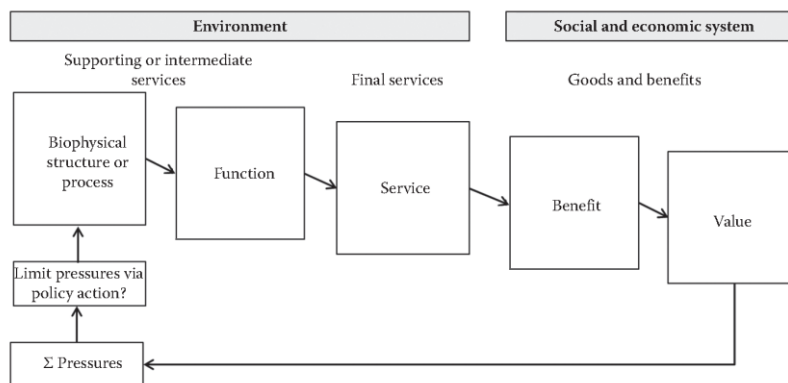 Environment
Social and economic system
Supporting or intermediate
services
Final services
Goods and benefits
Biophysical
structure or
process
Function
Service
Benefit
Value
Limit pressures via
policy action?
Σ Pressures